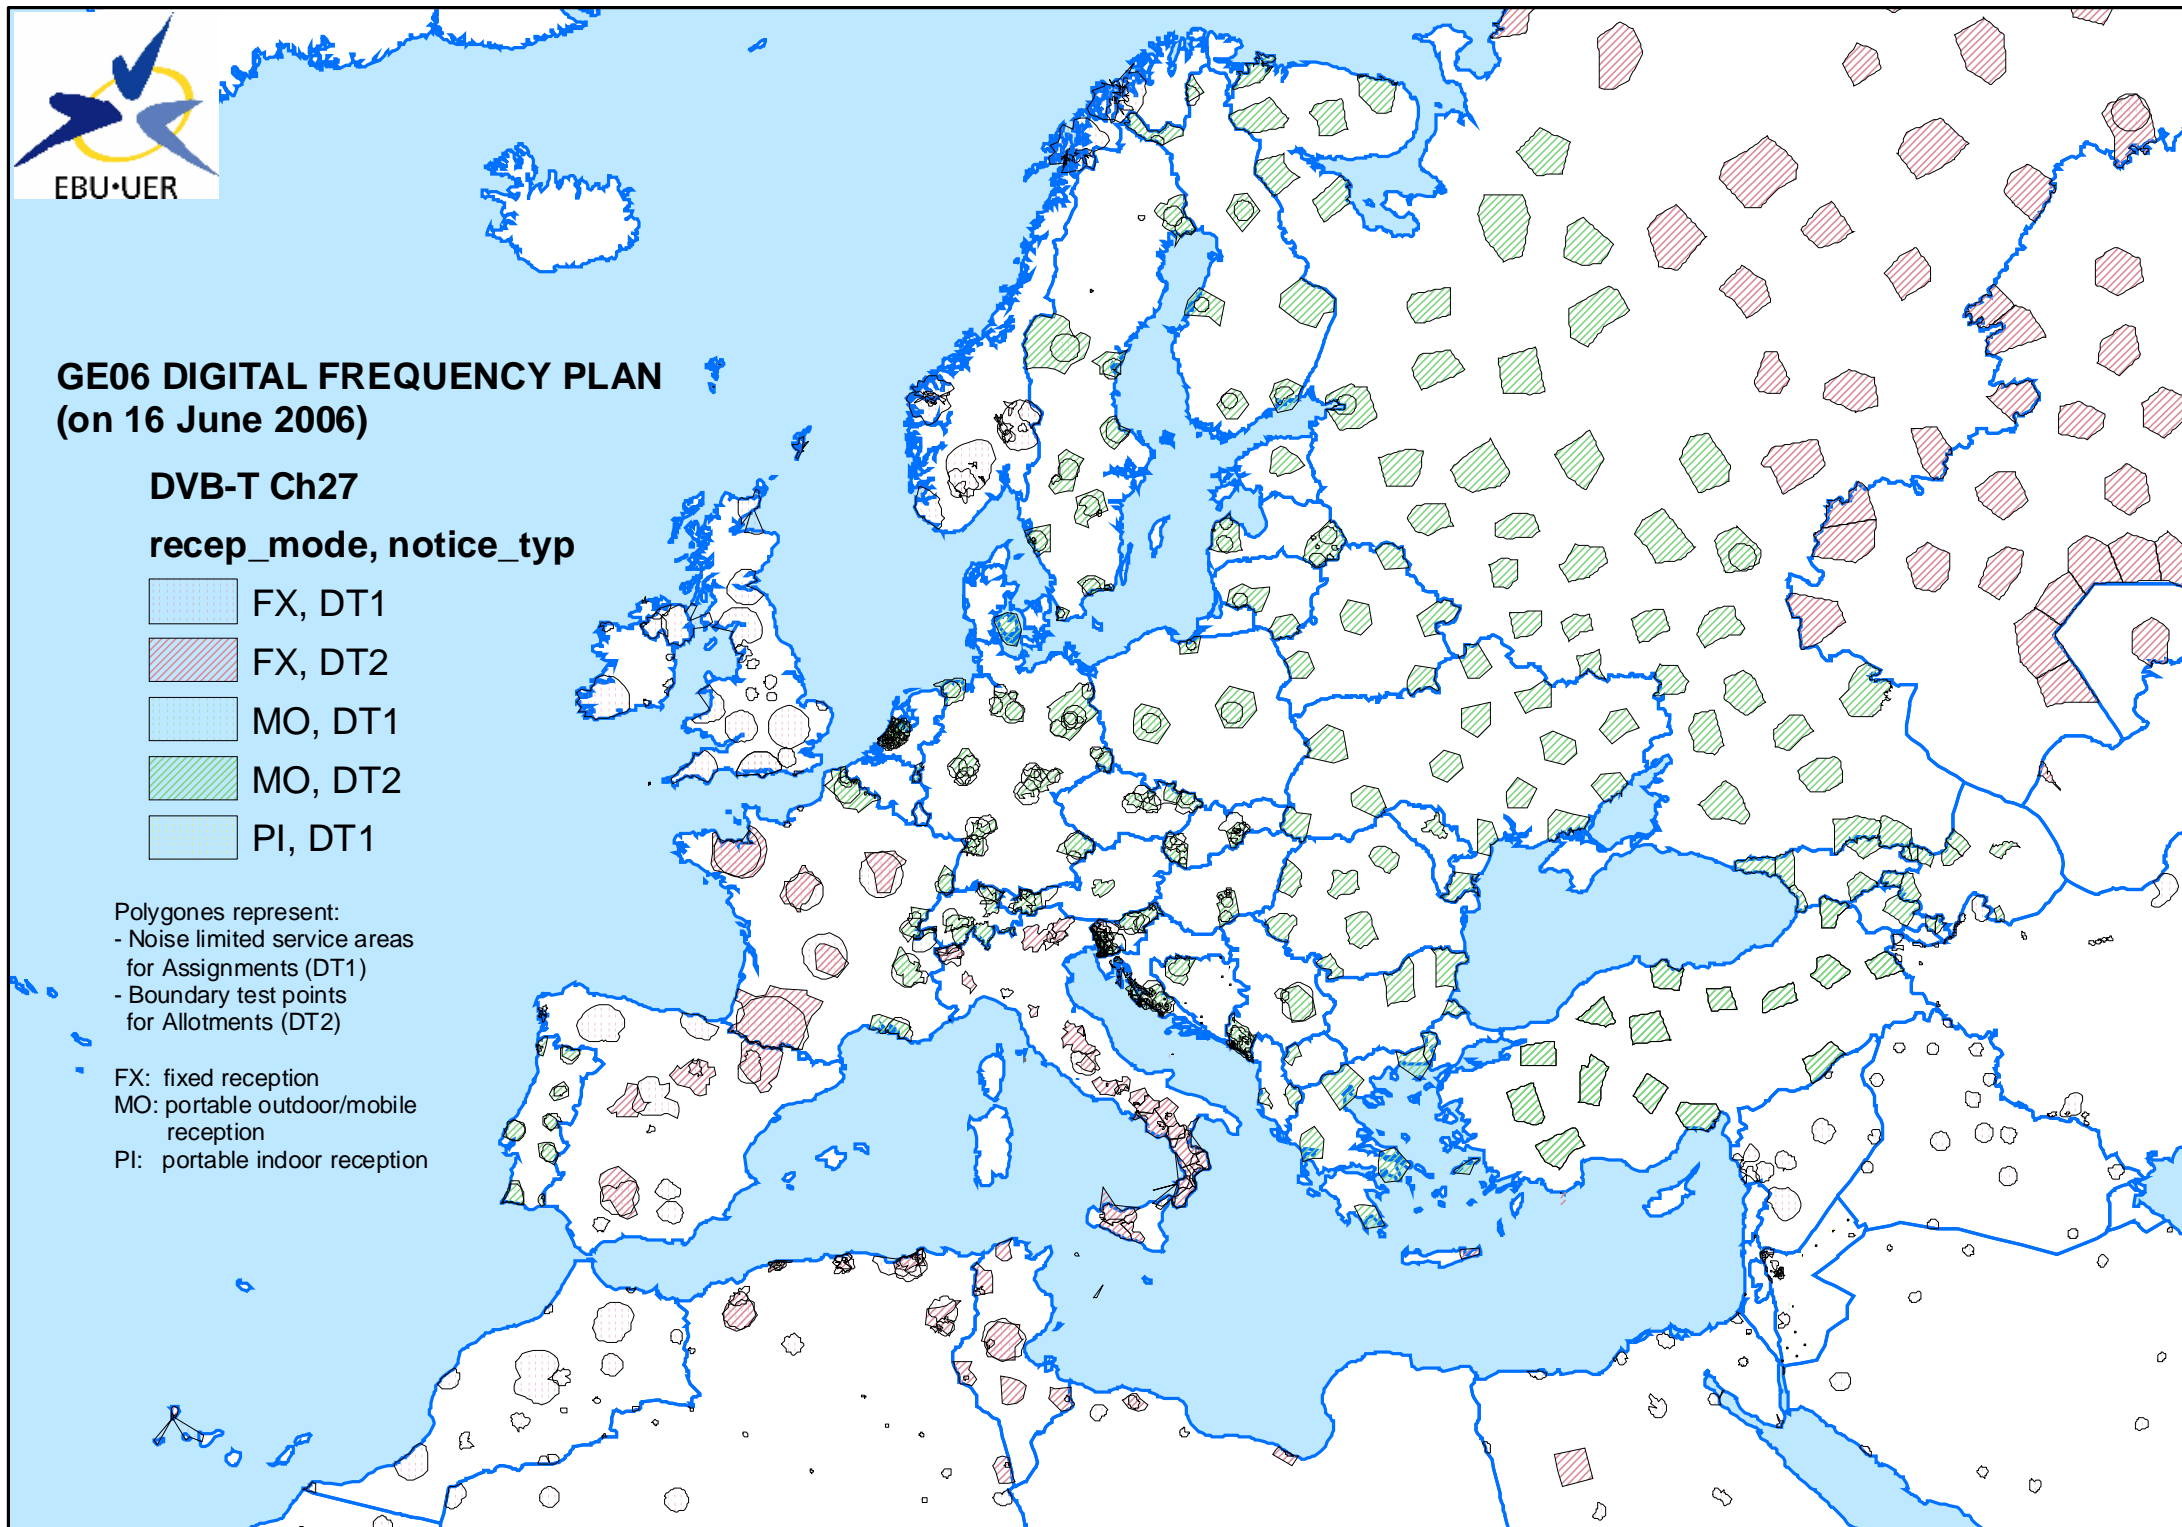 EBU•UER
GE06 DIGITAL FREQUENCY PLAN
(on 16 June 2006)
DVB-T Ch27
recep_mode, notice_typ
FX, DT1
FX, DT2
MO, DT1
MO, DT2
PI, DT1
Polygones represent:
- Noise limited service areas
for Assignments (DT1)
- Boundary test points
for Allotments (DT2)
FX: fixed reception
MO: portable outdoor/mobile
reception
PI: portable indoor reception